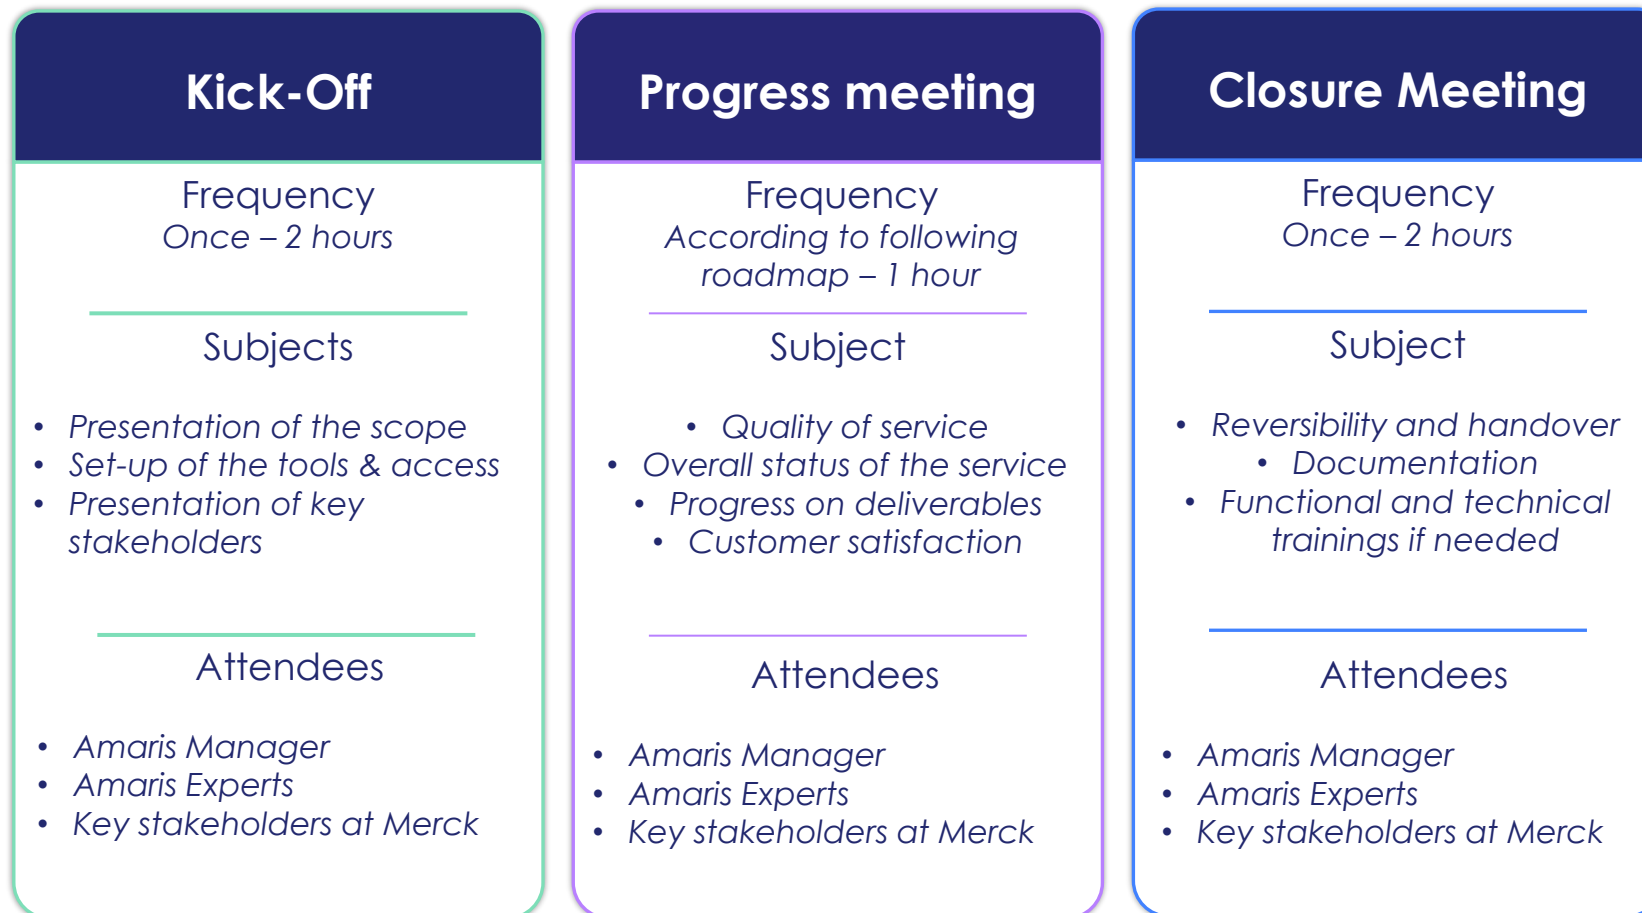 Kick-Off
Frequency
Once – 2 hours
Subjects
• Presentation of the scope
• Set-up of the tools & access
• Presentation of key
stakeholders
Attendees
• Amaris Manager
• Amaris Experts
• Key stakeholders at Merck
Progress meeting
Frequency
According to following
roadmap – 1 hour
Subject
• Quality of service
• Overall status of the service
• Progress on deliverables
• Customer satisfaction
Attendees
• Amaris Manager
• Amaris Experts
• Key stakeholders at Merck
Closure Meeting
Frequency
Once – 2 hours
Subject
• Reversibility and handover
• Documentation
• Functional and technical
trainings if needed
Attendees
• Amaris Manager
• Amaris Experts
• Key stakeholders at Merck